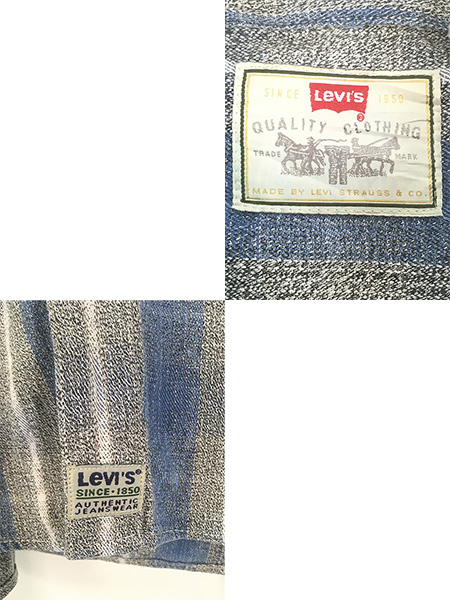 SINCE LEVI'S 1850
QUALITY CLOTHING
TRADE MARK
MADE BY LEVI STRAUSS & CO.
LEVI'S
SINCE • 1850
AUTHENTIC
JEANSWEAR